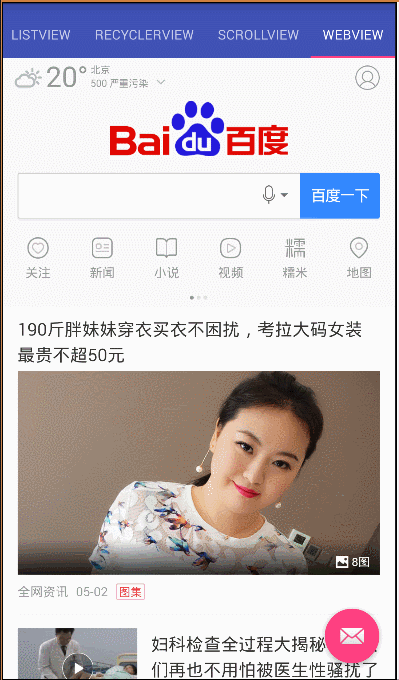 LISTVIEW RECYCLERVIEW SCROLLVIEW WEBVIEW
20° 北京
500 严重污染
Bai du 百度
百度一下
关注 新闻 小说 视频 糯米 地图
190斤胖妹妹穿衣买衣不困扰，考拉大码女装
最贵不超50元
8图
全网资讯 05-02 图集
妇科检查全过程大揭秘
们再也不用怕被医生性骚扰了